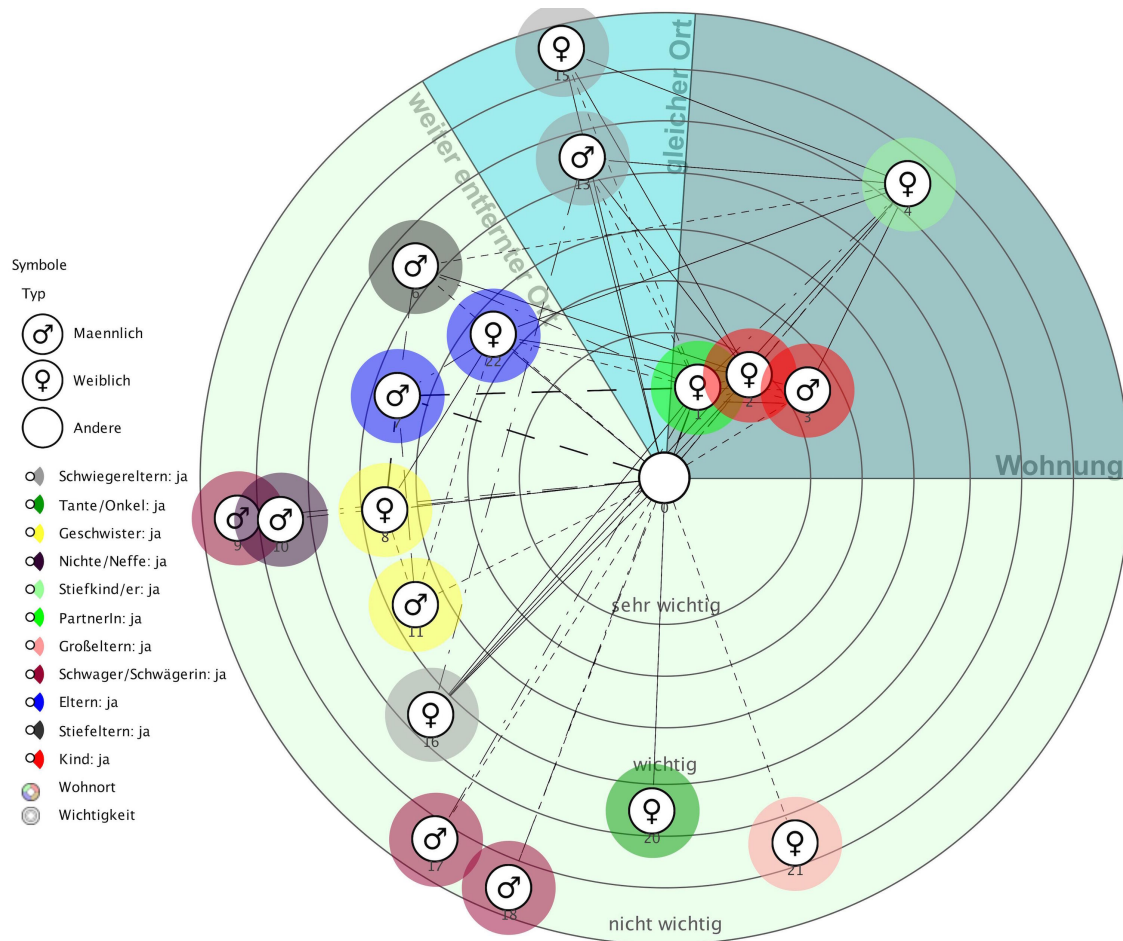 Symbole
Typ
Maennlich
Weiblich
Andere
Schwiegereltern: ja
Tante/Onkel: ja
Geschwister: ja
Nichte/Neffe: ja
Stiefkind/er: ja
PartnerIn: ja
Großeltern: ja
Schwager/Schwägerin: ja
Eltern: ja
Stiefeltern: ja
Kind: ja
Wohnort
Wichtigkeit
weiter entfernter Ort
gleicher Ort
Wohnung
sehr wichtig
wichtig
nicht wichtig
15
13
4
6
22
1
2
3
7
0
8
9
10
11
16
17
18
20
21